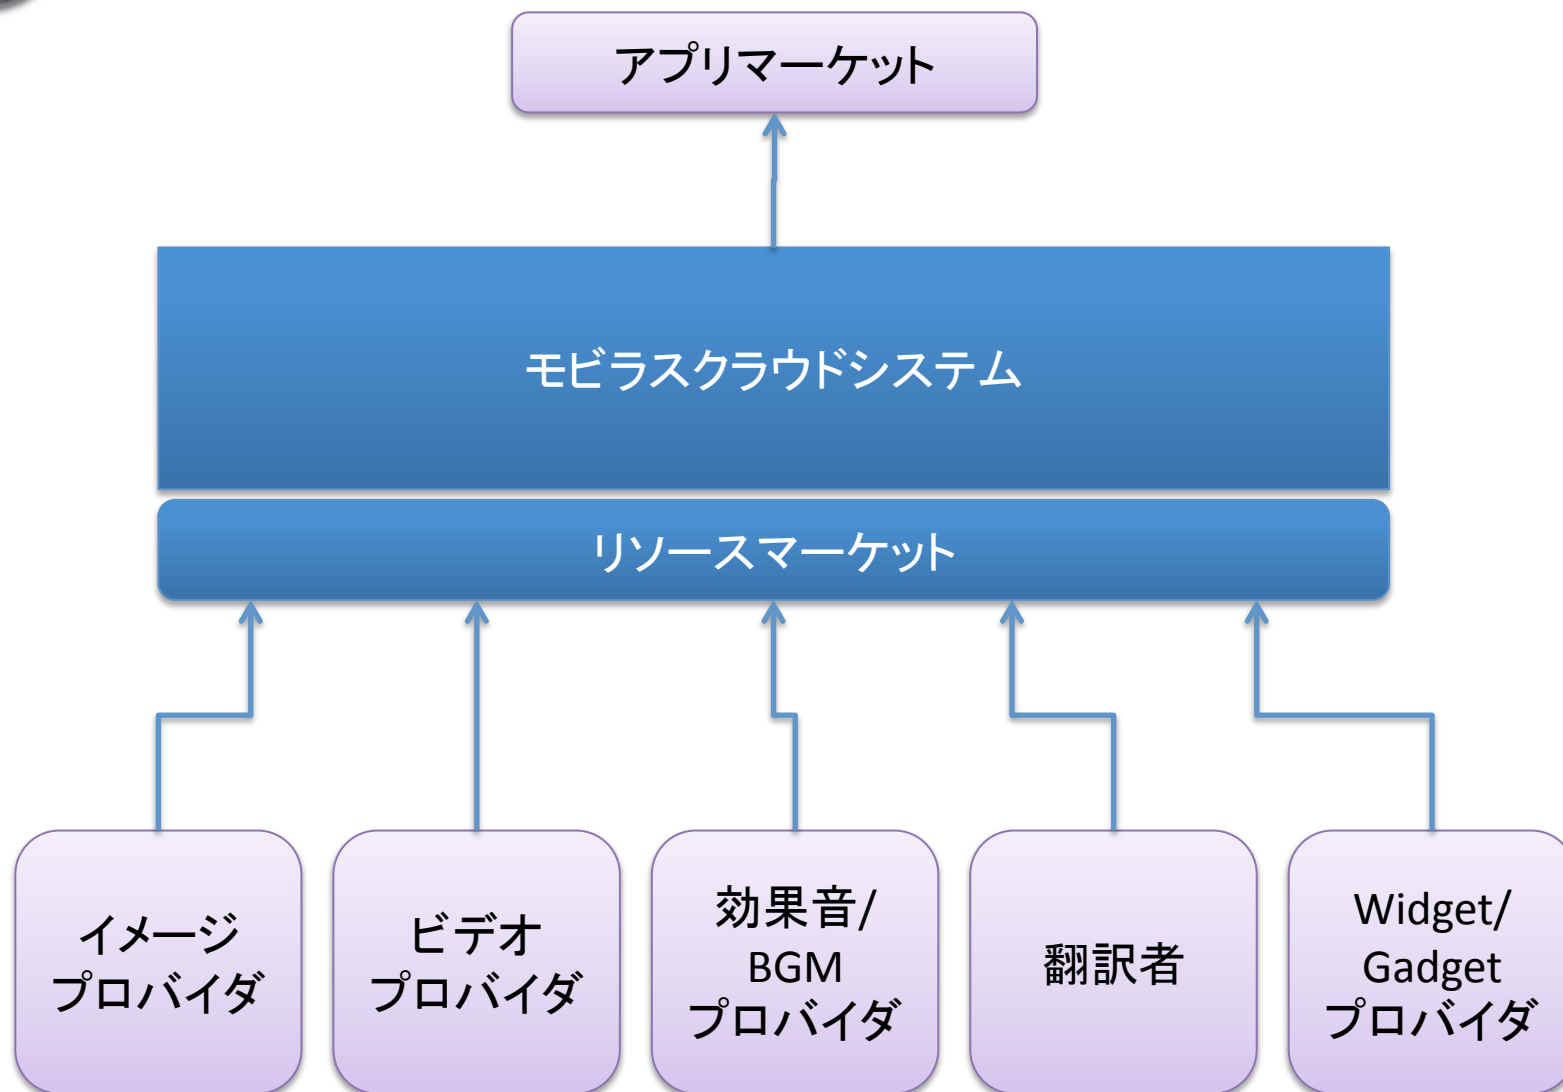 アプリマーケット
モビラスクラウドシステム
リソースマーケット
イメージ
プロバイダ
ビデオ
プロバイダ
効果音/
BGM
プロバイダ
翻訳者
Widget/
Gadget
プロバイダ